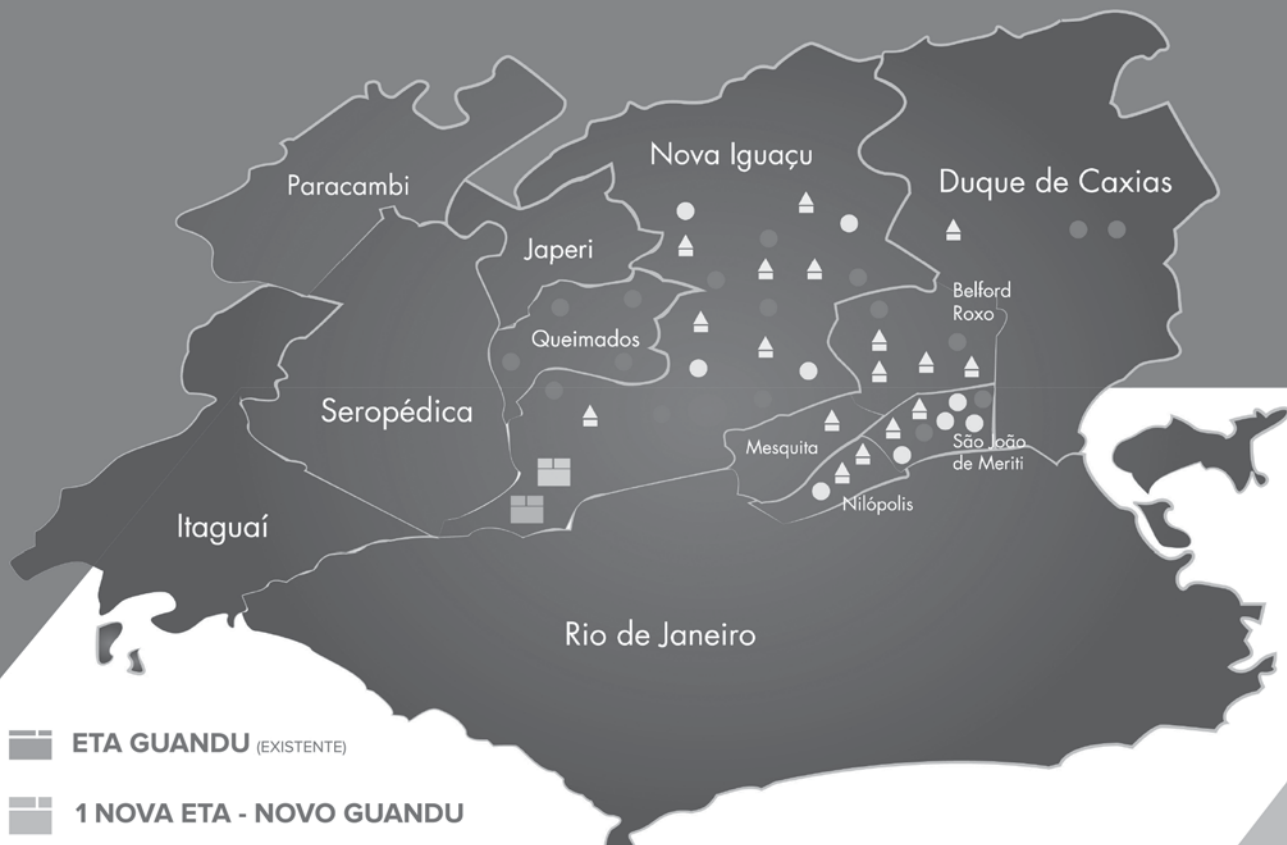 Nova Iguaçu
Duque de Caxias
Paracambi
Japeri
Belford
Roxo
Queimados
Seropédica
Mesquita
São João
de Meriti
Nilópolis
Itaguaí
Rio de Janeiro
ETA GUANDU (EXISTENTE)
1 NOVA ETA - NOVO GUANDU